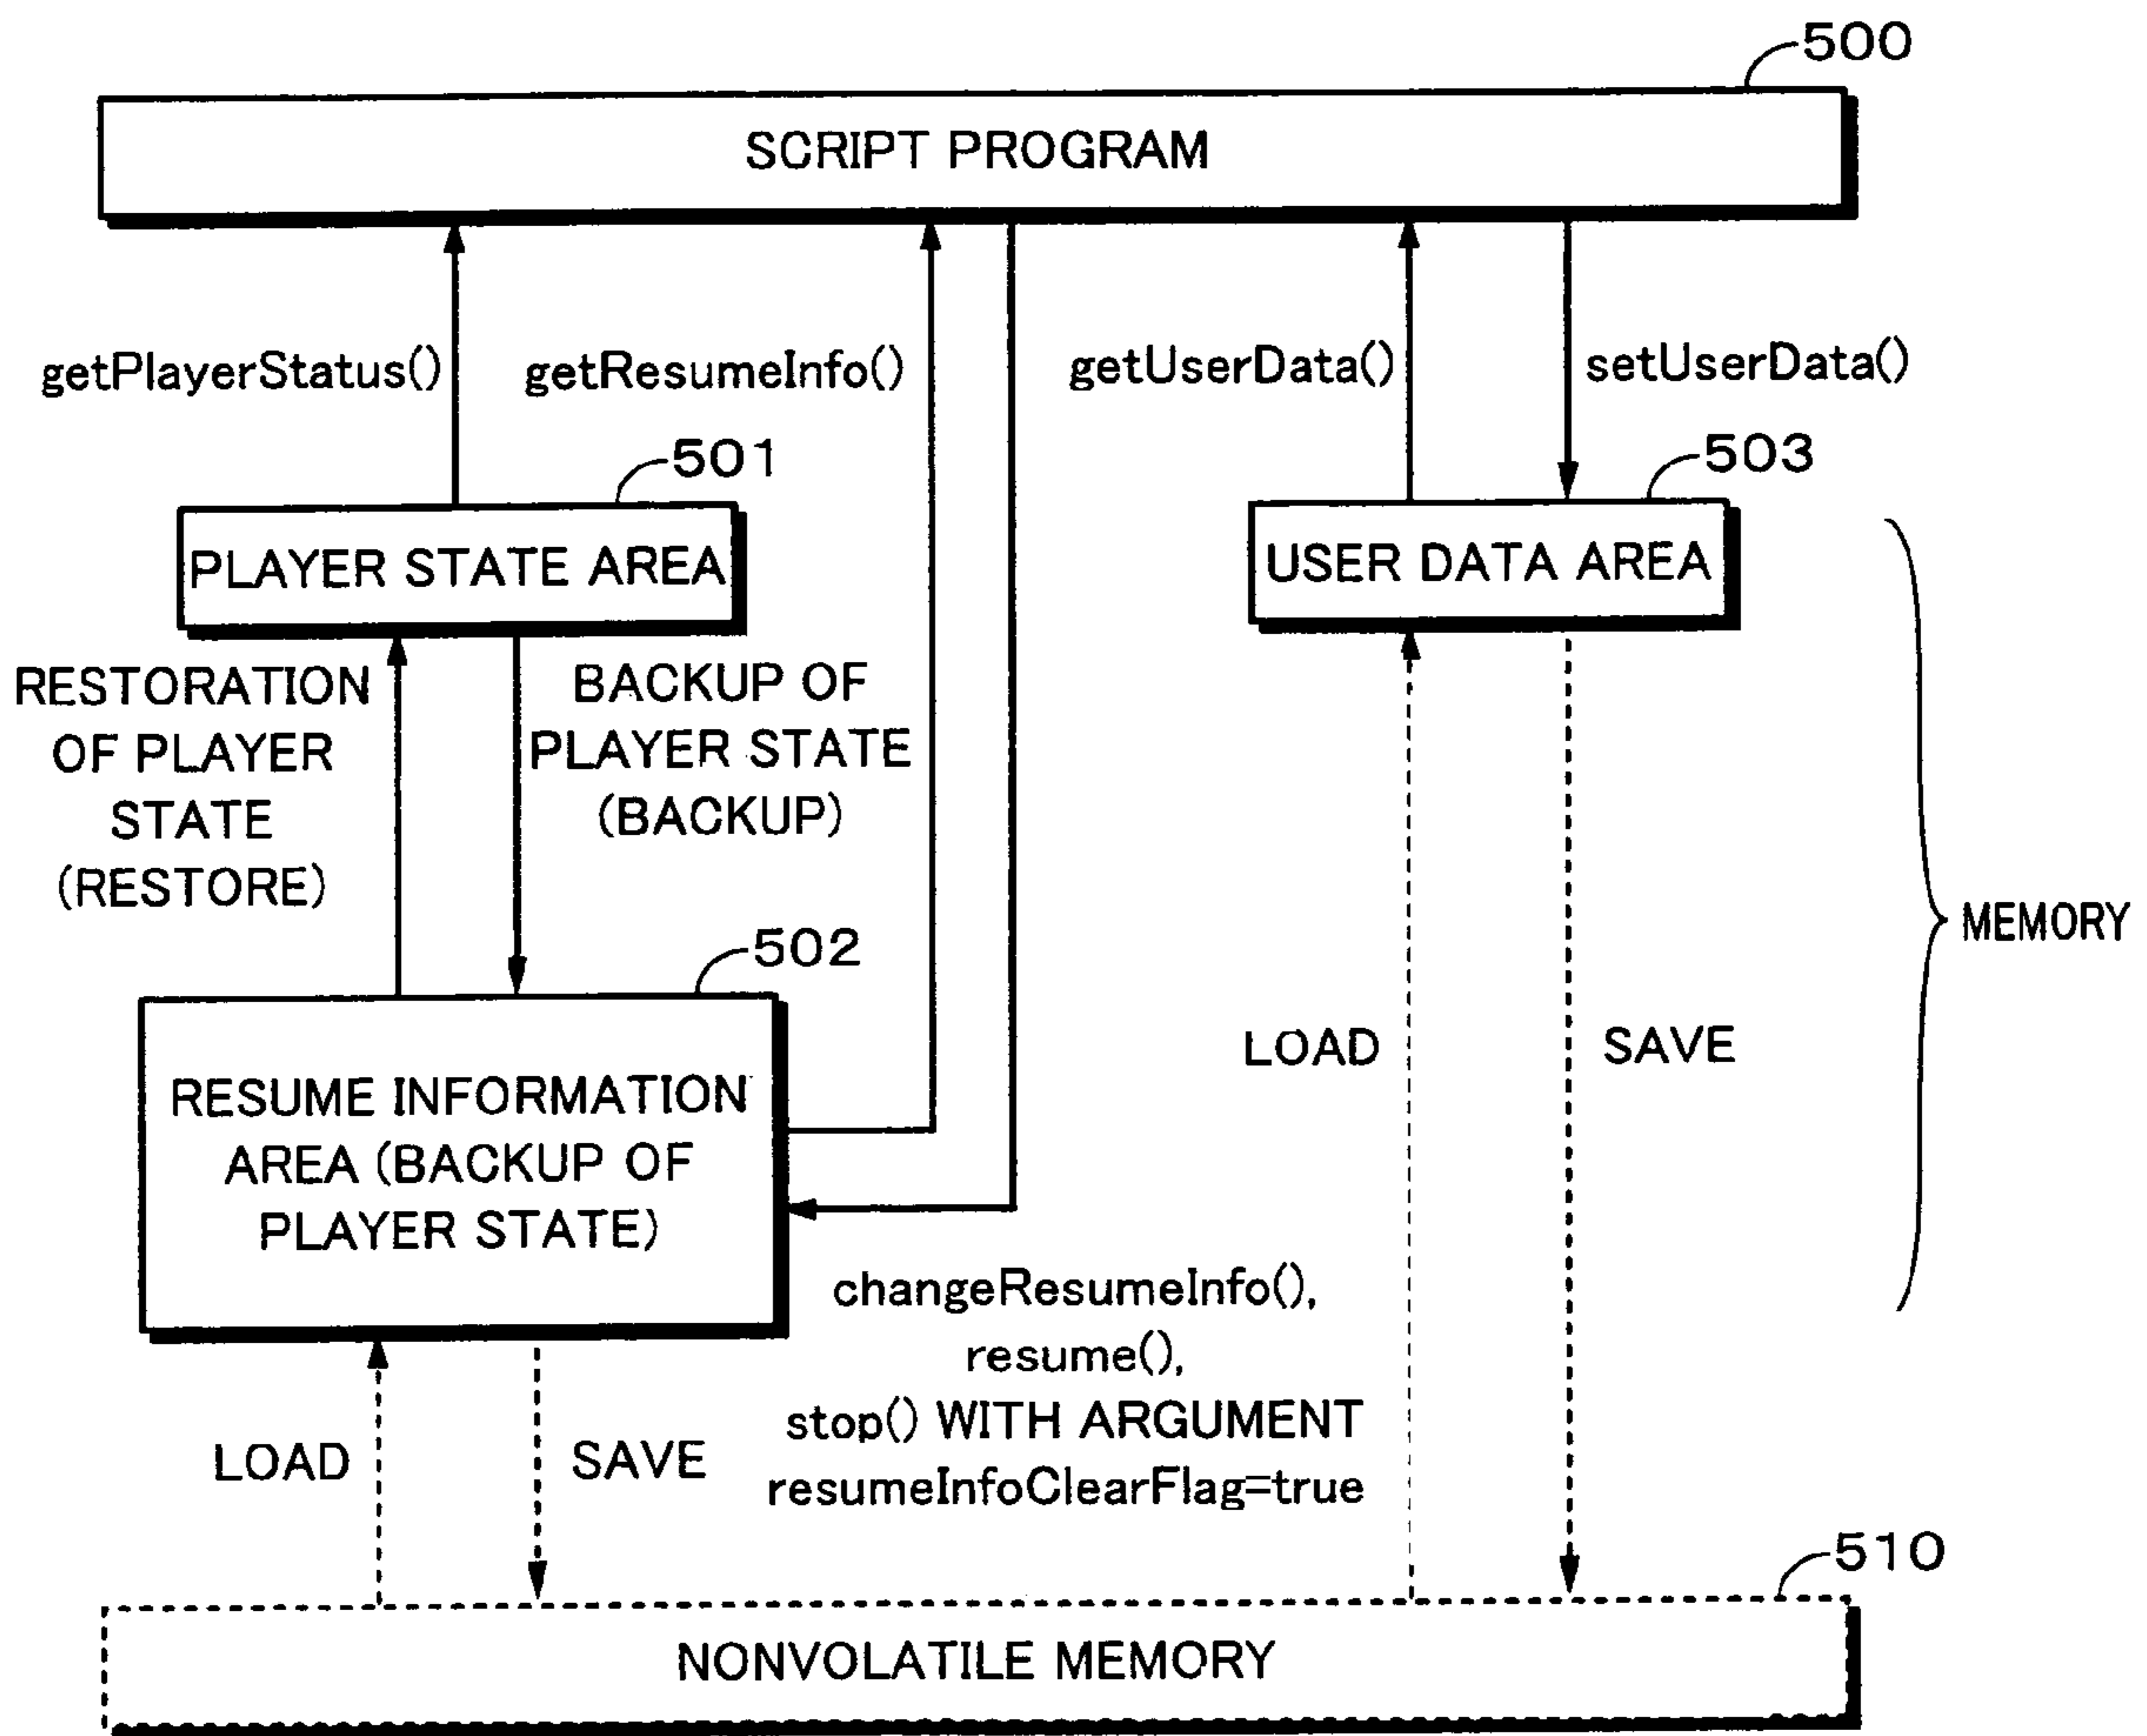 500
SCRIPT PROGRAM
getPlayerStatus()
getResumeInfo()
getUserData()
setUserData()
501
503
PLAYER STATE AREA
USER DATA AREA
RESTORATION
OF PLAYER
STATE
(RESTORE)
BACKUP OF
PLAYER STATE
(BACKUP)
MEMORY
502
RESUME INFORMATION
AREA (BACKUP OF
PLAYER STATE)
LOAD
SAVE
changeResumeInfo(),
resume(),
stop() WITH ARGUMENT
resumeInfoClearFlag=true
LOAD
SAVE
510
NONVOLATILE MEMORY